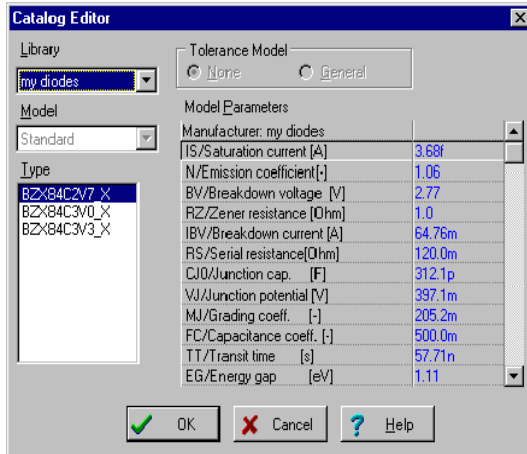 Catalog Editor
Library
my diodes
Model
Standard
Type
BZX84C2V7_X
BZX84C3V0_X
BZX84C3V3_X
Tolerance Model
None General
Model Parameters
Manufacturer: my diodes
IS/Saturation current [A] 3.68f
N/Emission coefficient[-] 1.06
BV/Breakdown voltage [V] 2.77
RZ/Zener resistance [Ohm] 1.0
IBV/Breakdown current [A] 64.76m
RS/Serial resistance[Ohm] 120.0m
CJ0/Junction cap. [F] 312.1p
VJ/Junction potential [V] 397.1m
MJ/Grading coeff. [-] 205.2m
FC/Capacitance coeff. [-] 500.0m
TT/Transit time [s] 57.71n
EG/Energy gap [eV] 1.11
OK Cancel Help